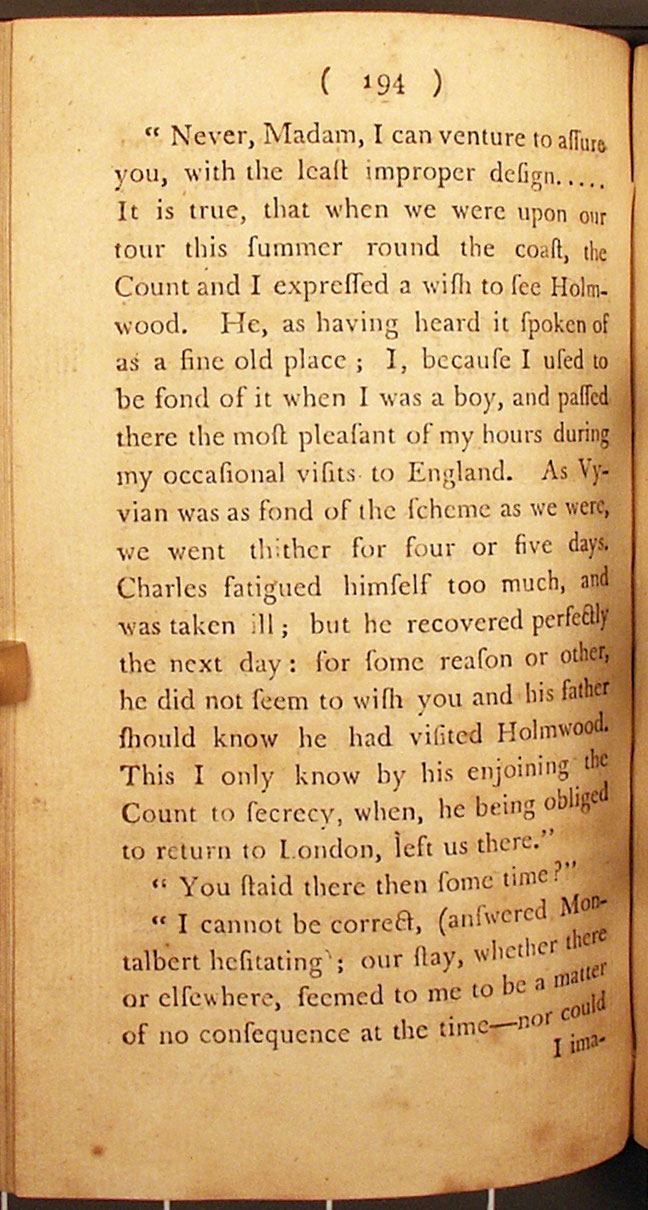 ( 194 )
“ Never, Madam, I can venture to aſſure
you, with the leaſt improper deſign.....
It is true, that when we were upon our
tour this ſummer round the coaſt, the
Count and I expreſſed a wiſh to ſee Holm-
wood. He, as having heard it ſpoken of
as a fine old place ; I, becauſe I uſed to
be fond of it when I was a boy, and paſſed
there the moſt pleaſant of my hours during
my occaſional viſits to England. As Vy-
vian was as fond of the ſcheme as we were,
we went thither for four or five days.
Charles fatigued himſelf too much, and
was taken ill ; but he recovered perfectly
the next day : for ſome reaſon or other,
he did not ſeem to wiſh you and his father
ſhould know he had viſited Holmwood.
This I only know by his enjoining the
Count to ſecrecy, when, he being obliged
to return to London, left us there.”
“ You ſtaid there then ſome time ?”
“ I cannot be correct, (anſwered Mon-
talbert heſitating) ; our ſtay, whether there
or elſewhere, ſeemed to me to be a matter
of no conſequence at the time—nor could
I ima-